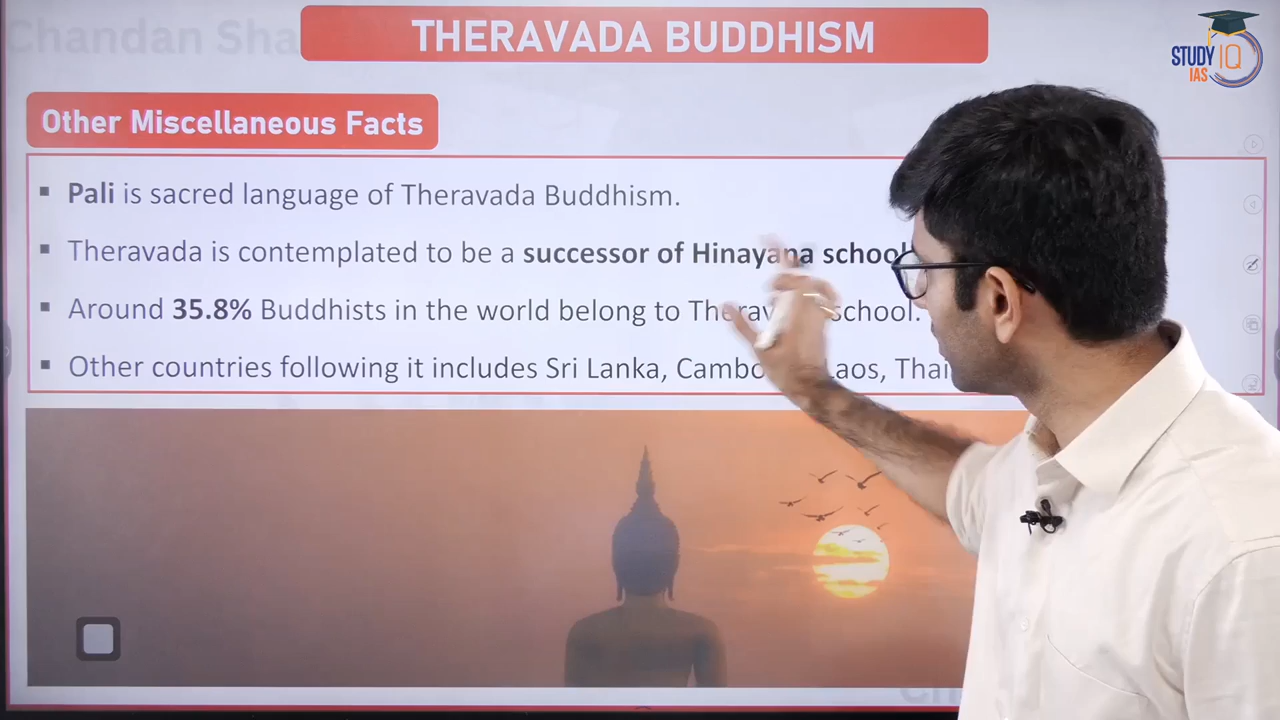 Chandan Sha
THERAVADA BUDDHISM
STUDY IQ
IAS
Other Miscellaneous Facts
▪ Pali is sacred language of Theravada Buddhism.
▪ Theravada is contemplated to be a successor of Hinayana school
▪ Around 35.8% Buddhists in the world belong to Therav school.
▪ Other countries following it includes Sri Lanka, Cambo Laos, Thai